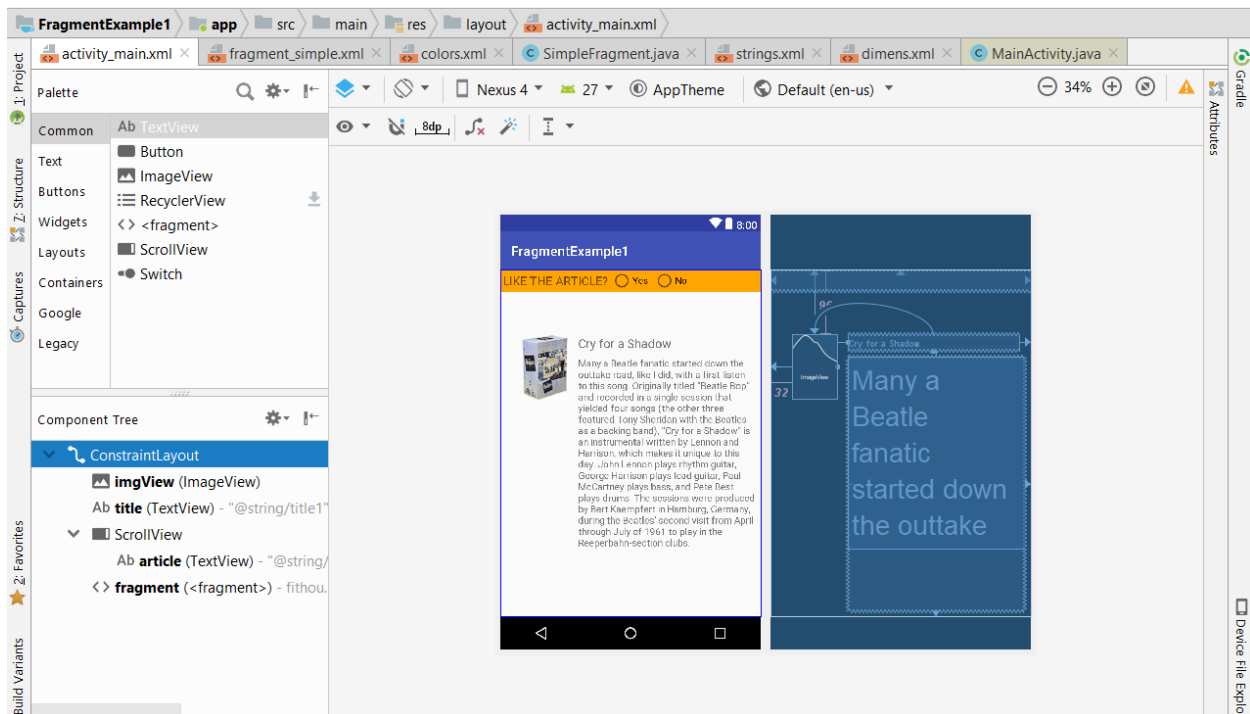 FragmentExample1 app src main res layout activity_main.xml
activity_main.xml fragment_simple.xml colors.xml SimpleFragment.java strings.xml dimens.xml MainActivity.java
1: Project
Z: Structure
Captures
2: Favorites
Build Variants
Palette
Common
Text
Buttons
Widgets
Layouts
Containers
Google
Legacy
Ab TextView
Button
ImageView
RecyclerView
<fragment>
ScrollView
Switch
Nexus 4 27 AppTheme Default (en-us) 34%
8dp
Component Tree
ConstraintLayout
imgView (ImageView)
Ab title (TextView) - "@string/title1"
ScrollView
Ab article (TextView) - "@string/
<> fragment (<fragment>) - fithou.
8:00
FragmentExample1
LIKE THE ARTICLE? Yes No
Cry for a Shadow
Many a Beatle fanatic started down the
outtake road, like I did, with a first listen
to this song. Originally titled "Beatle Bop"
and recorded in a single session that
yielded four songs (the other three
featured Tony Sheridan with the Beatles
as a backing band), "Cry for a Shadow" is
an instrumental written by Lennon and
Harrison, which makes it unique to this
day. John Lennon plays rhythm guitar,
George Harrison plays lead guitar, Paul
McCartney plays bass, and Pete Best
plays drums. The sessions were produced
by Bert Kaempfert in Hamburg, Germany,
during the Beatles' second visit from April
through July of 1961 to play in the
Reeperbahn-section clubs.
96
Cry for a Shadow
ImageView
32
Many a
Beatle
fanatic
started down
the outtake
Gradle
Attributes
Device File Explo